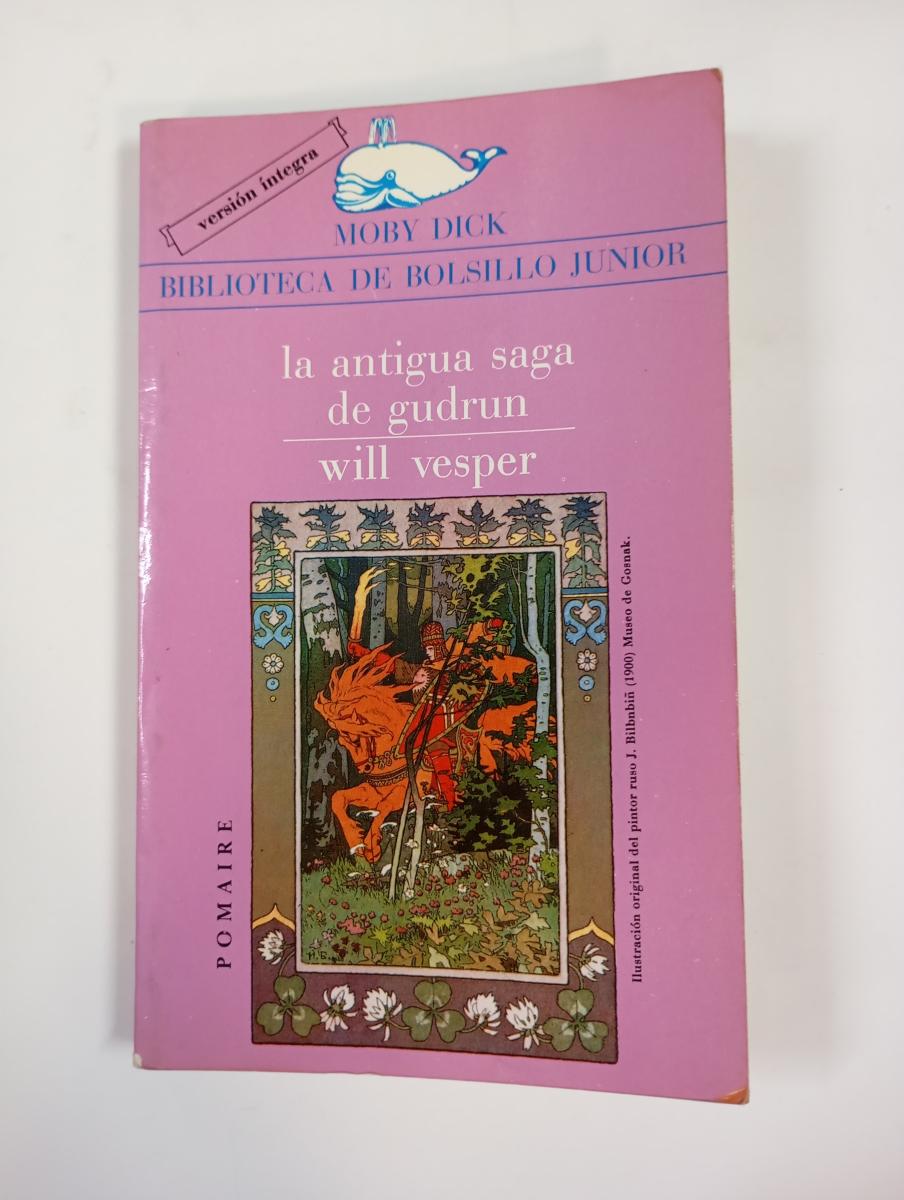 versión íntegra
MOBY DICK
BIBLIOTECA DE BOLSILLO JUNIOR
la antigua saga
de gudrun
will vesper
POMAIRE
Ilustración original del pintor ruso J. Bilbnbiñ (1900) Museo de Gosnak.